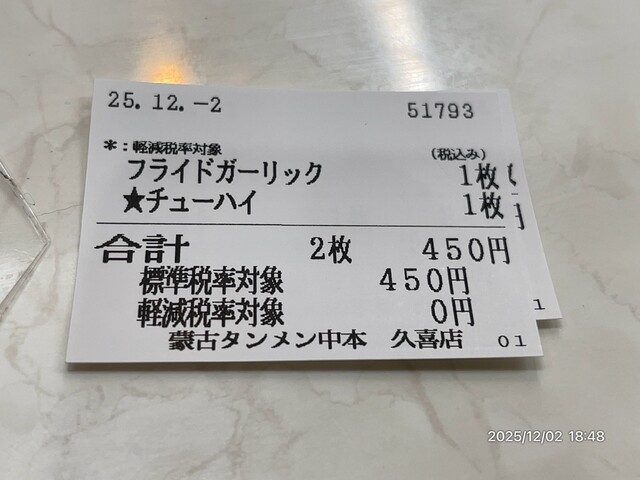 25.12.-2 51793
*:軽減税率対象 (税込み)
フライドガーリック 1枚
★チューハイ 1枚
合計 2枚 450円
標準税率対象 450円
軽減税率対象 0円
蒙古タンメン中本 久喜店 01
1
2025/12/02 18:48